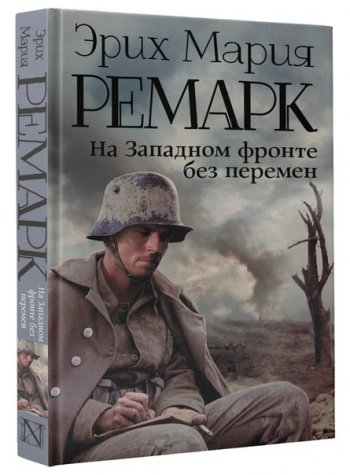 Эрих Мария
РЕМАРК
На Западном фронте
без перемен
Эрих
Мария
РЕМАРК
На Западном
фронте без
перемен
N